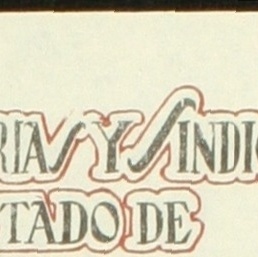 RIAS Y SINDIC
TADO DE